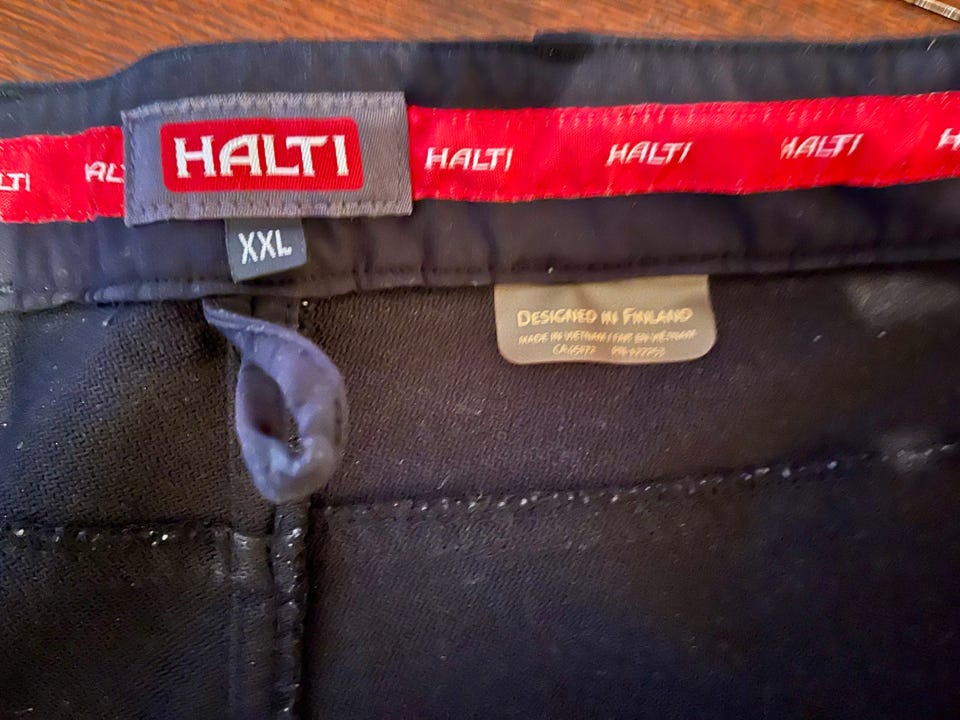 HALTI
HALTI HALTI HALTI
XXL
DESIGNED IN FINLAND
MADE IN VIETNAM / FAIT EN VIETNAM